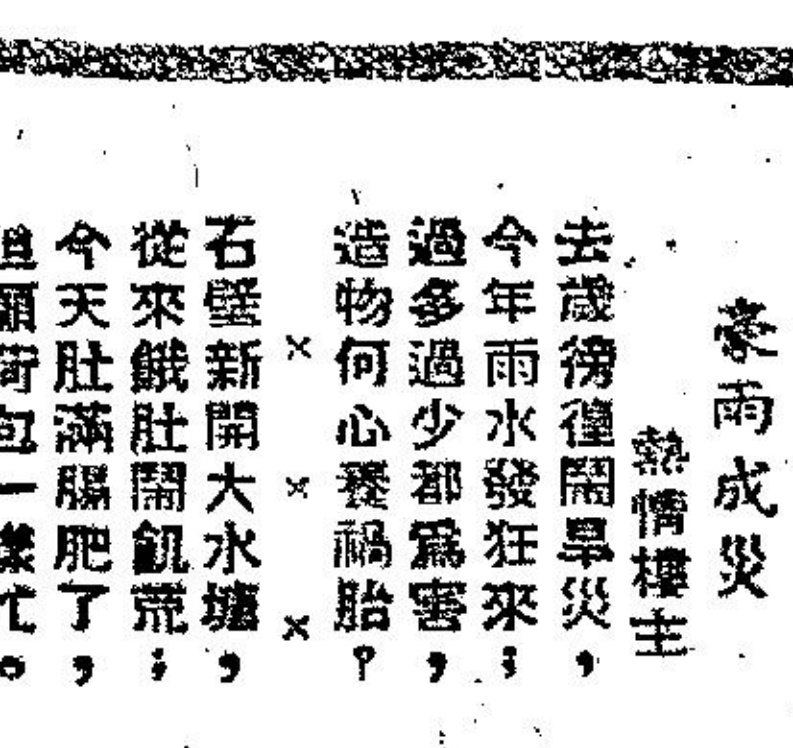 豪雨成災
熱情樓主
去歲徬徨鬧旱災，
今年雨水發狂來；
過多過少都爲害，
造物何心養禍胎。
× × ×
石壁新開大水塘，
從來餓肚鬧飢荒；
今天肚滿腸肥了，
一